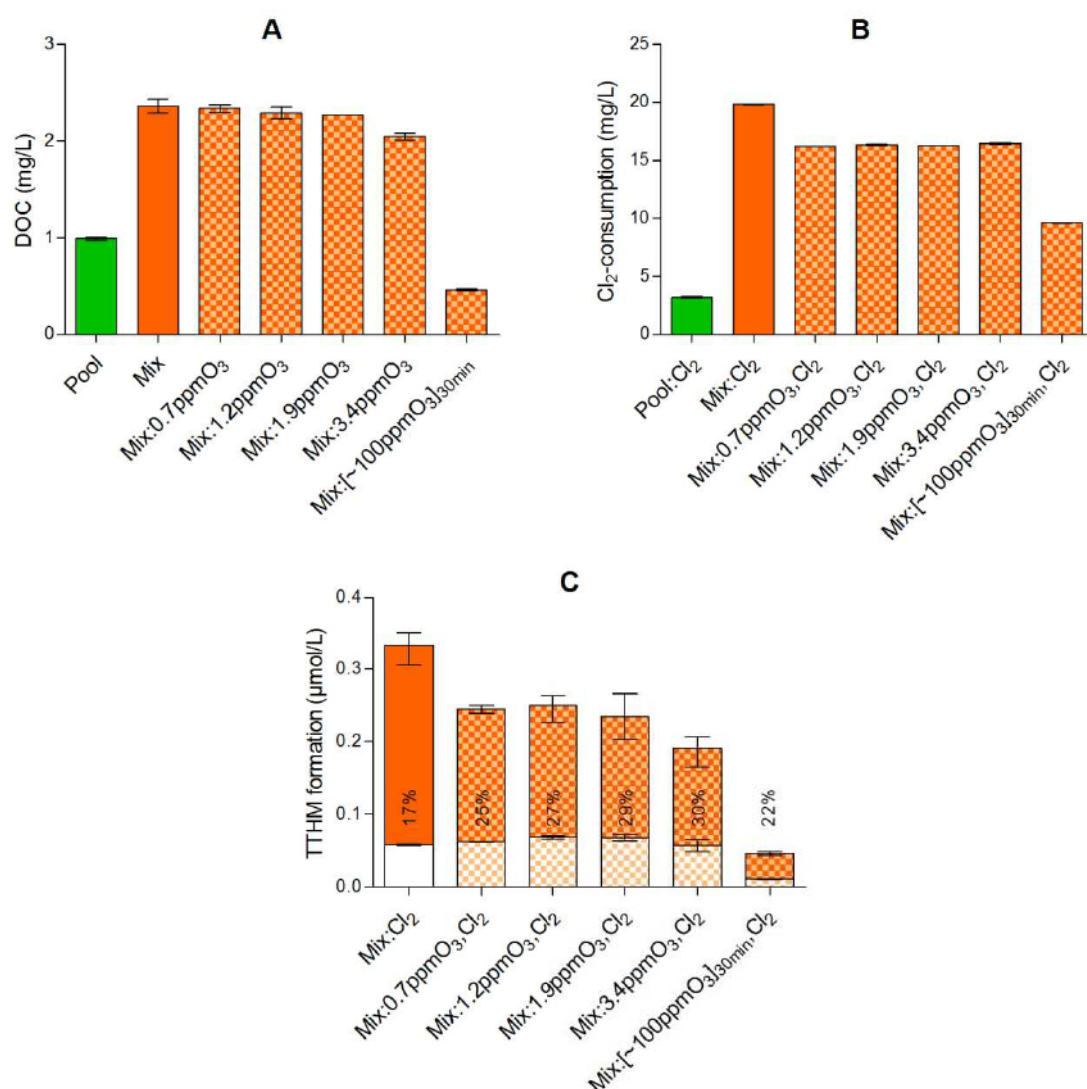 A
DOC (mg/L)
3
2
1
0
Pool
Mix
Mix:0.7ppmO₃
Mix:1.2ppmO₃
Mix:1.9ppmO₃
Mix:3.4ppmO₃
Mix:[~100ppmO₃]₃₀ₘᵢₙ
B
Cl₂-consumption (mg/L)
25
20
15
10
5
0
Pool:Cl₂
Mix:Cl₂
Mix:0.7ppmO₃,Cl₂
Mix:1.2ppmO₃,Cl₂
Mix:1.9ppmO₃,Cl₂
Mix:3.4ppmO₃,Cl₂
Mix:[~100ppmO₃]₃₀ₘᵢₙ,Cl₂
C
TTHM formation (µmol/L)
0.4
0.3
0.2
0.1
0.0
17%
25%
27%
29%
30%
22%
Mix:Cl₂
Mix:0.7ppmO₃,Cl₂
Mix:1.2ppmO₃,Cl₂
Mix:1.9ppmO₃,Cl₂
Mix:3.4ppmO₃,Cl₂
Mix:[~100ppmO₃]₃₀ₘᵢₙ,Cl₂